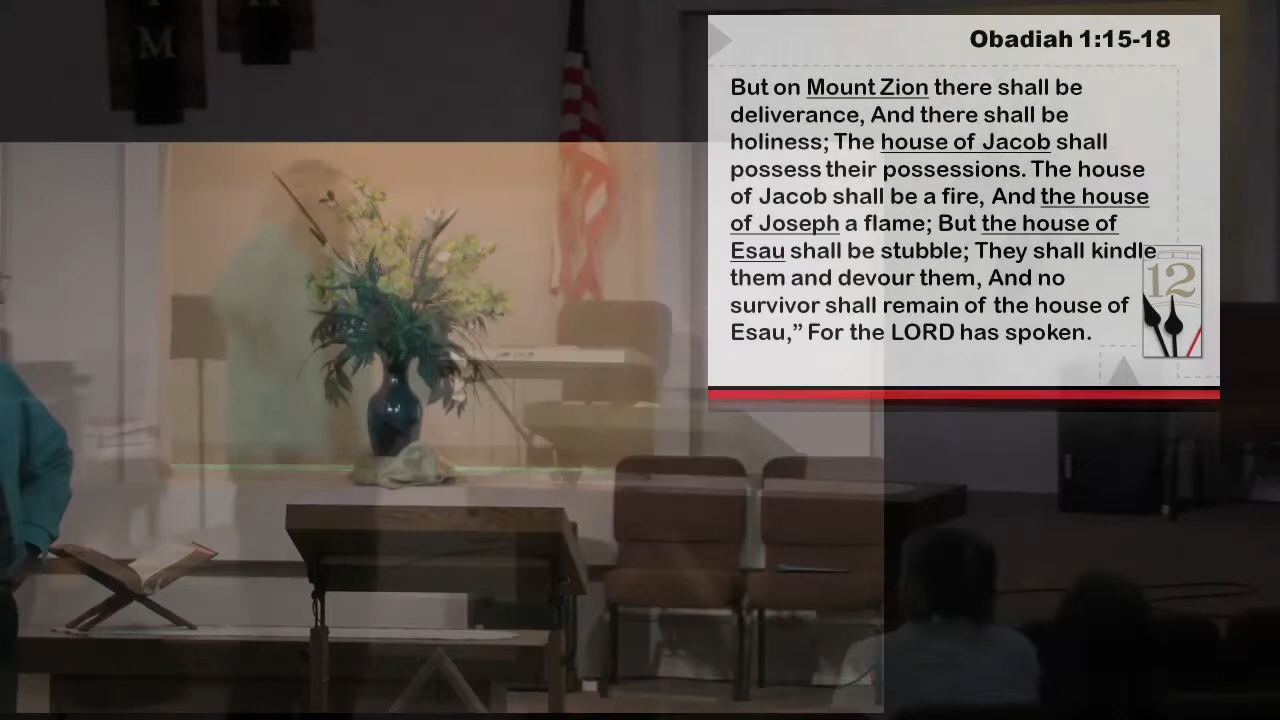 M
Obadiah 1:15-18
But on Mount Zion there shall be
deliverance, And there shall be
holiness; The house of Jacob shall
possess their possessions. The house
of Jacob shall be a fire, And the house
of Joseph a flame; But the house of
Esau shall be stubble; They shall kindle
them and devour them, And no
survivor shall remain of the house of
Esau,” For the LORD has spoken.
12